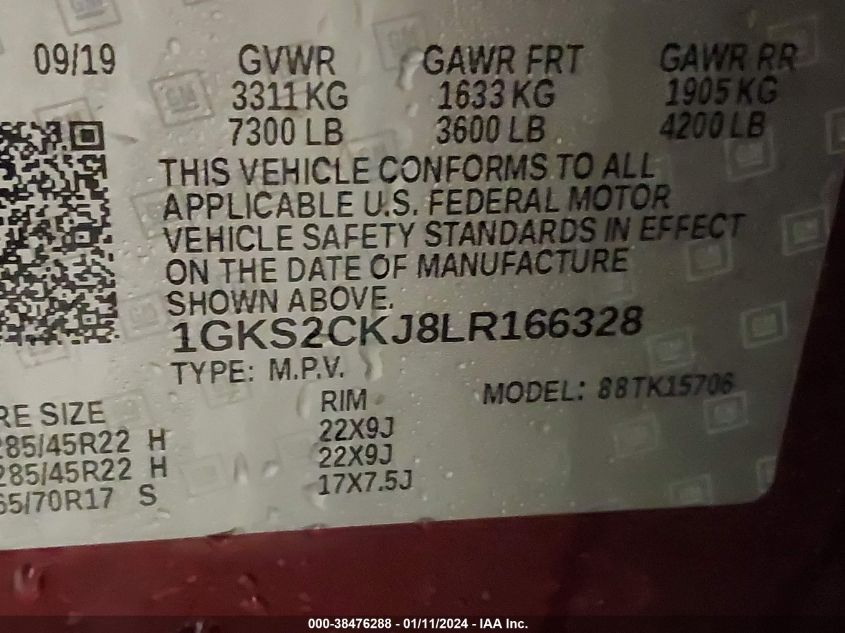 09/19 GVWR GAWR FRT GAWR RR
3311 KG 1633 KG 1905 KG
7300 LB 3600 LB 4200 LB
THIS VEHICLE CONFORMS TO ALL
APPLICABLE U.S. FEDERAL MOTOR
VEHICLE SAFETY STANDARDS IN EFFECT
ON THE DATE OF MANUFACTURE
SHOWN ABOVE.
1GKS2CKJ8LR166328
TYPE: M.P.V. MODEL: 88TK15706
RE SIZE RIM
285/45R22 H 22X9J
285/45R22 H 22X9J
65/70R17 S 17X7.5J
000-38476288 - 01/11/2024 - IAA Inc.